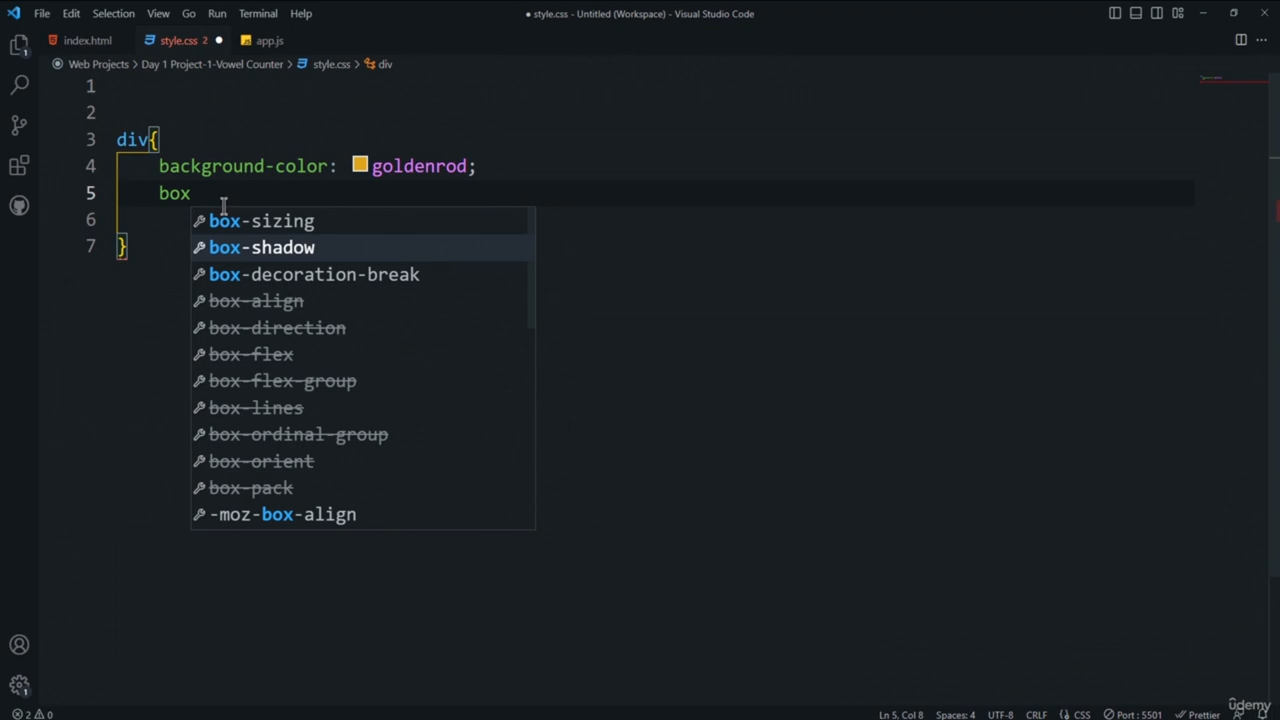 File Edit Selection View Go Run Terminal Help
● style.css - Untitled (Workspace) - Visual Studio Code
index.html style.css 2 app.js
Web Projects > Day 1 Project-1-Vowel Counter > style.css > div
1
2
3 div{
4 background-color: goldenrod;
5 box
6
7 }
box-sizing
box-shadow
box-decoration-break
box-align
box-direction
box-flex
box-flex-group
box-lines
box-ordinal-group
box-orient
box-pack
-moz-box-align
1
1
udemy
2 0 Ln 5, Col 8 Spaces: 4 UTF-8 CRLF {} CSS Port : 5501 Prettier